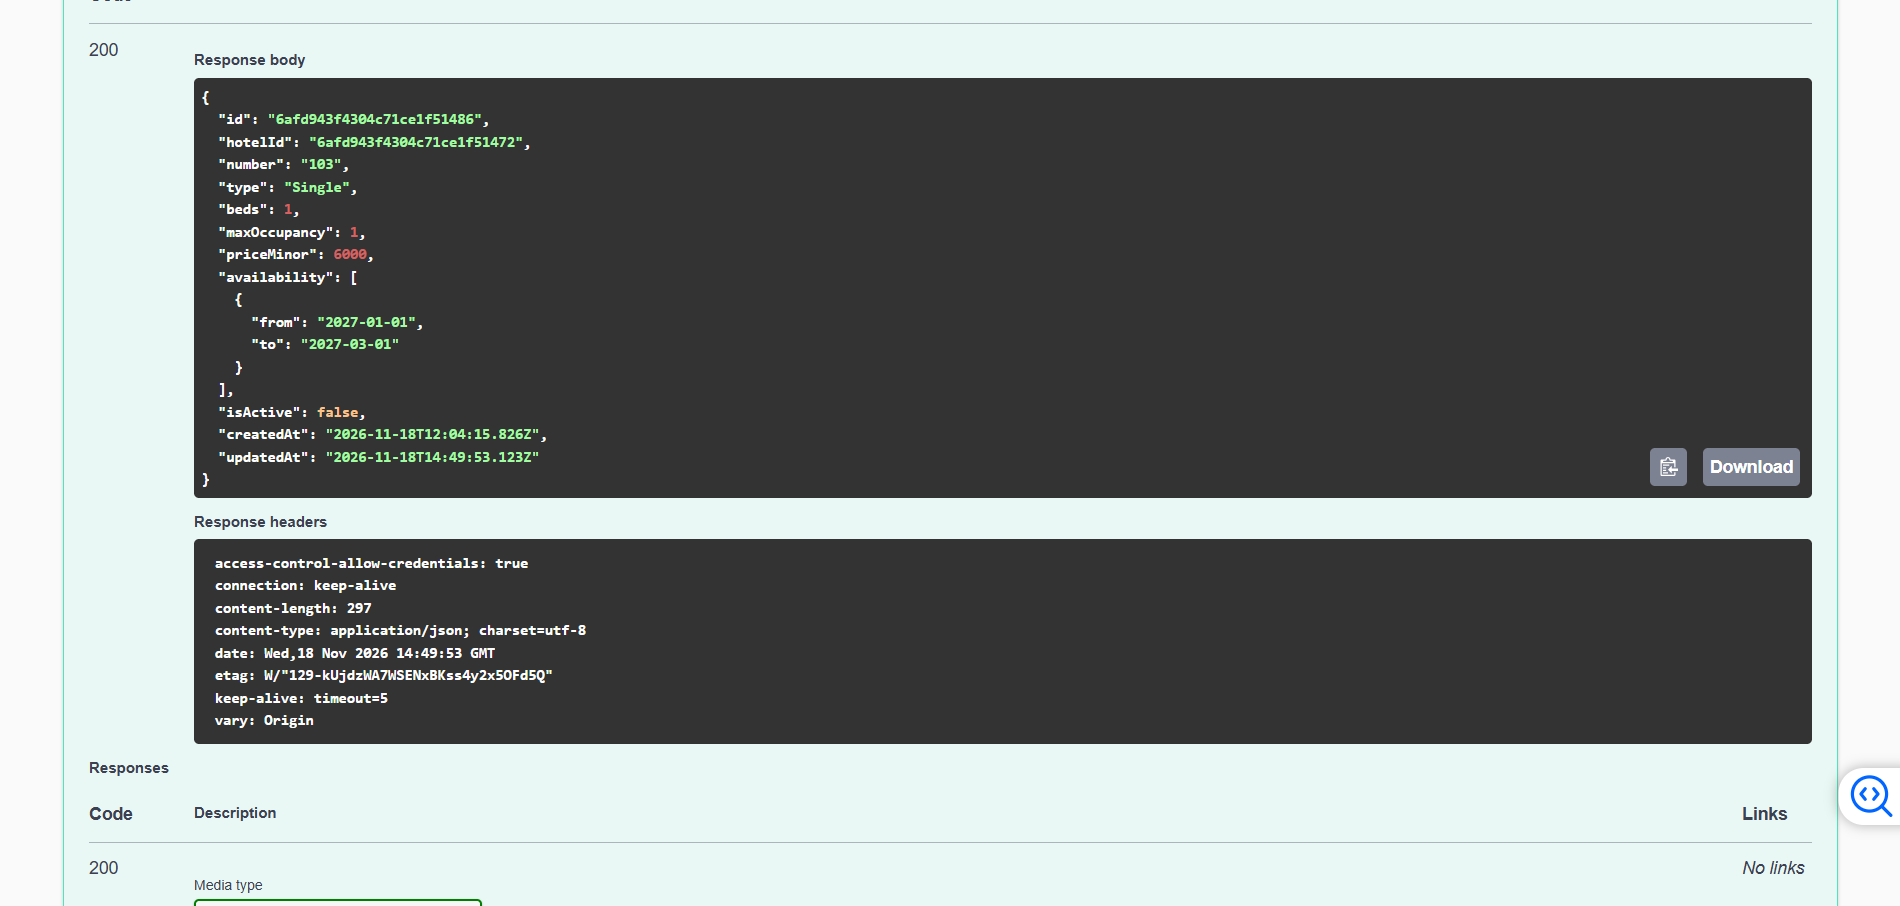 200
Response body
{
"id": "6afd943f4304c71ce1f51486",
"hotelId": "6afd943f4304c71ce1f51472",
"number": "103",
"type": "Single",
"beds": 1,
"maxOccupancy": 1,
"priceMinor": 6000,
"availability": [
{
"from": "2027-01-01",
"to": "2027-03-01"
}
],
"isActive": false,
"createdAt": "2026-11-18T12:04:15.826Z",
"updatedAt": "2026-11-18T14:49:53.123Z"
}
Download
Response headers
access-control-allow-credentials: true
connection: keep-alive
content-length: 297
content-type: application/json; charset=utf-8
date: Wed,18 Nov 2026 14:49:53 GMT
etag: W/"129-kUjdzWA7WSENxBKss4y2x5OFd5Q"
keep-alive: timeout=5
vary: Origin
Responses
Code Description Links
200 No links
Media type